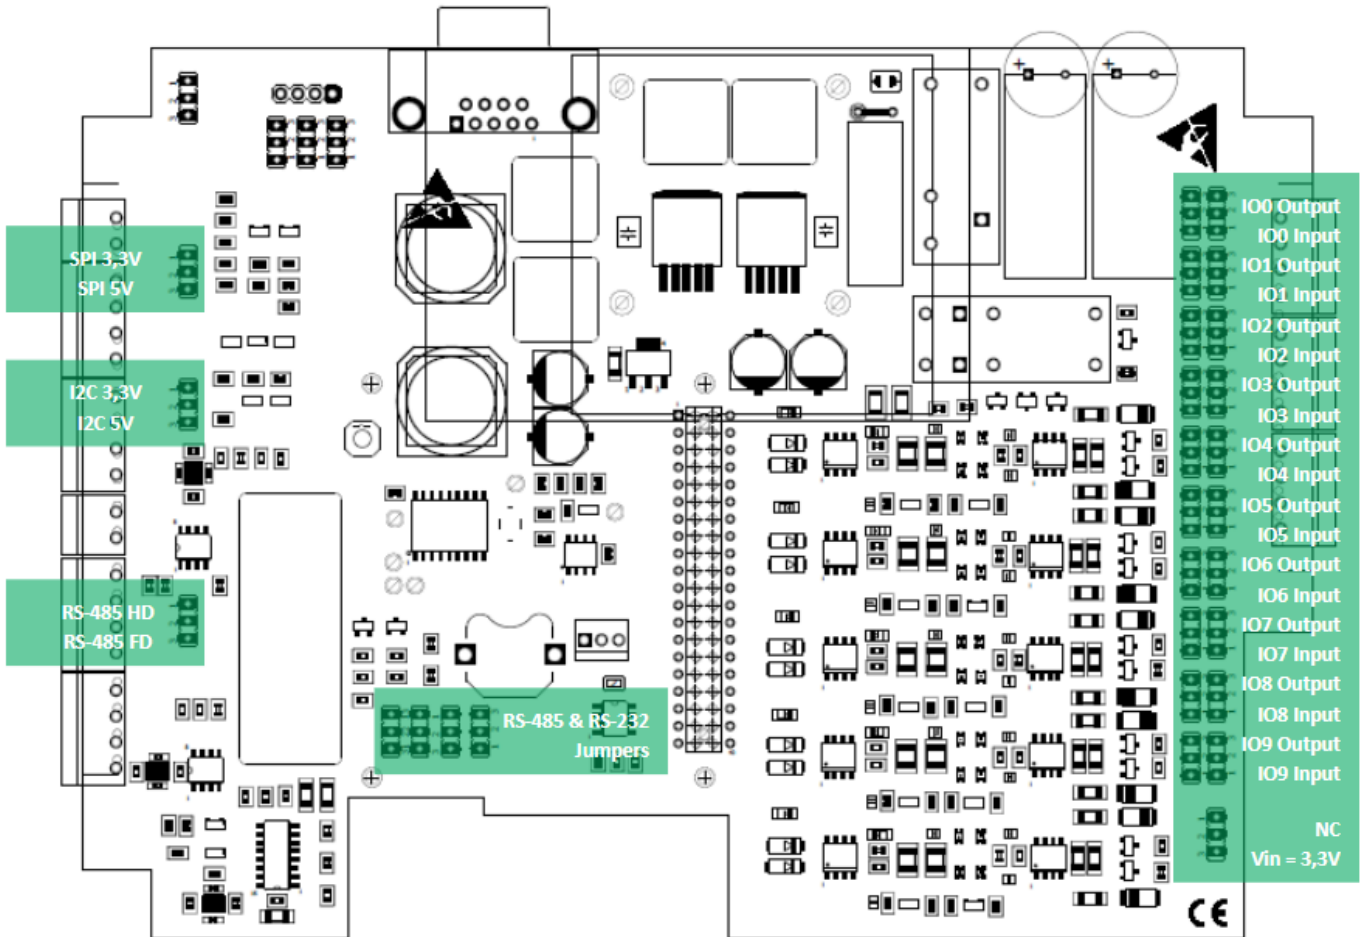 SPI 3,3V
SPI 5V
I2C 3,3V
I2C 5V
RS-485 HD
RS-485 FD
RS-485 & RS-232
Jumpers
IO0 Output
IO0 Input
IO1 Output
IO1 Input
IO2 Output
IO2 Input
IO3 Output
IO3 Input
IO4 Output
IO4 Input
IO5 Output
IO5 Input
IO6 Output
IO6 Input
IO7 Output
IO7 Input
IO8 Output
IO8 Input
IO9 Output
IO9 Input
NC
Vin = 3,3V
CE